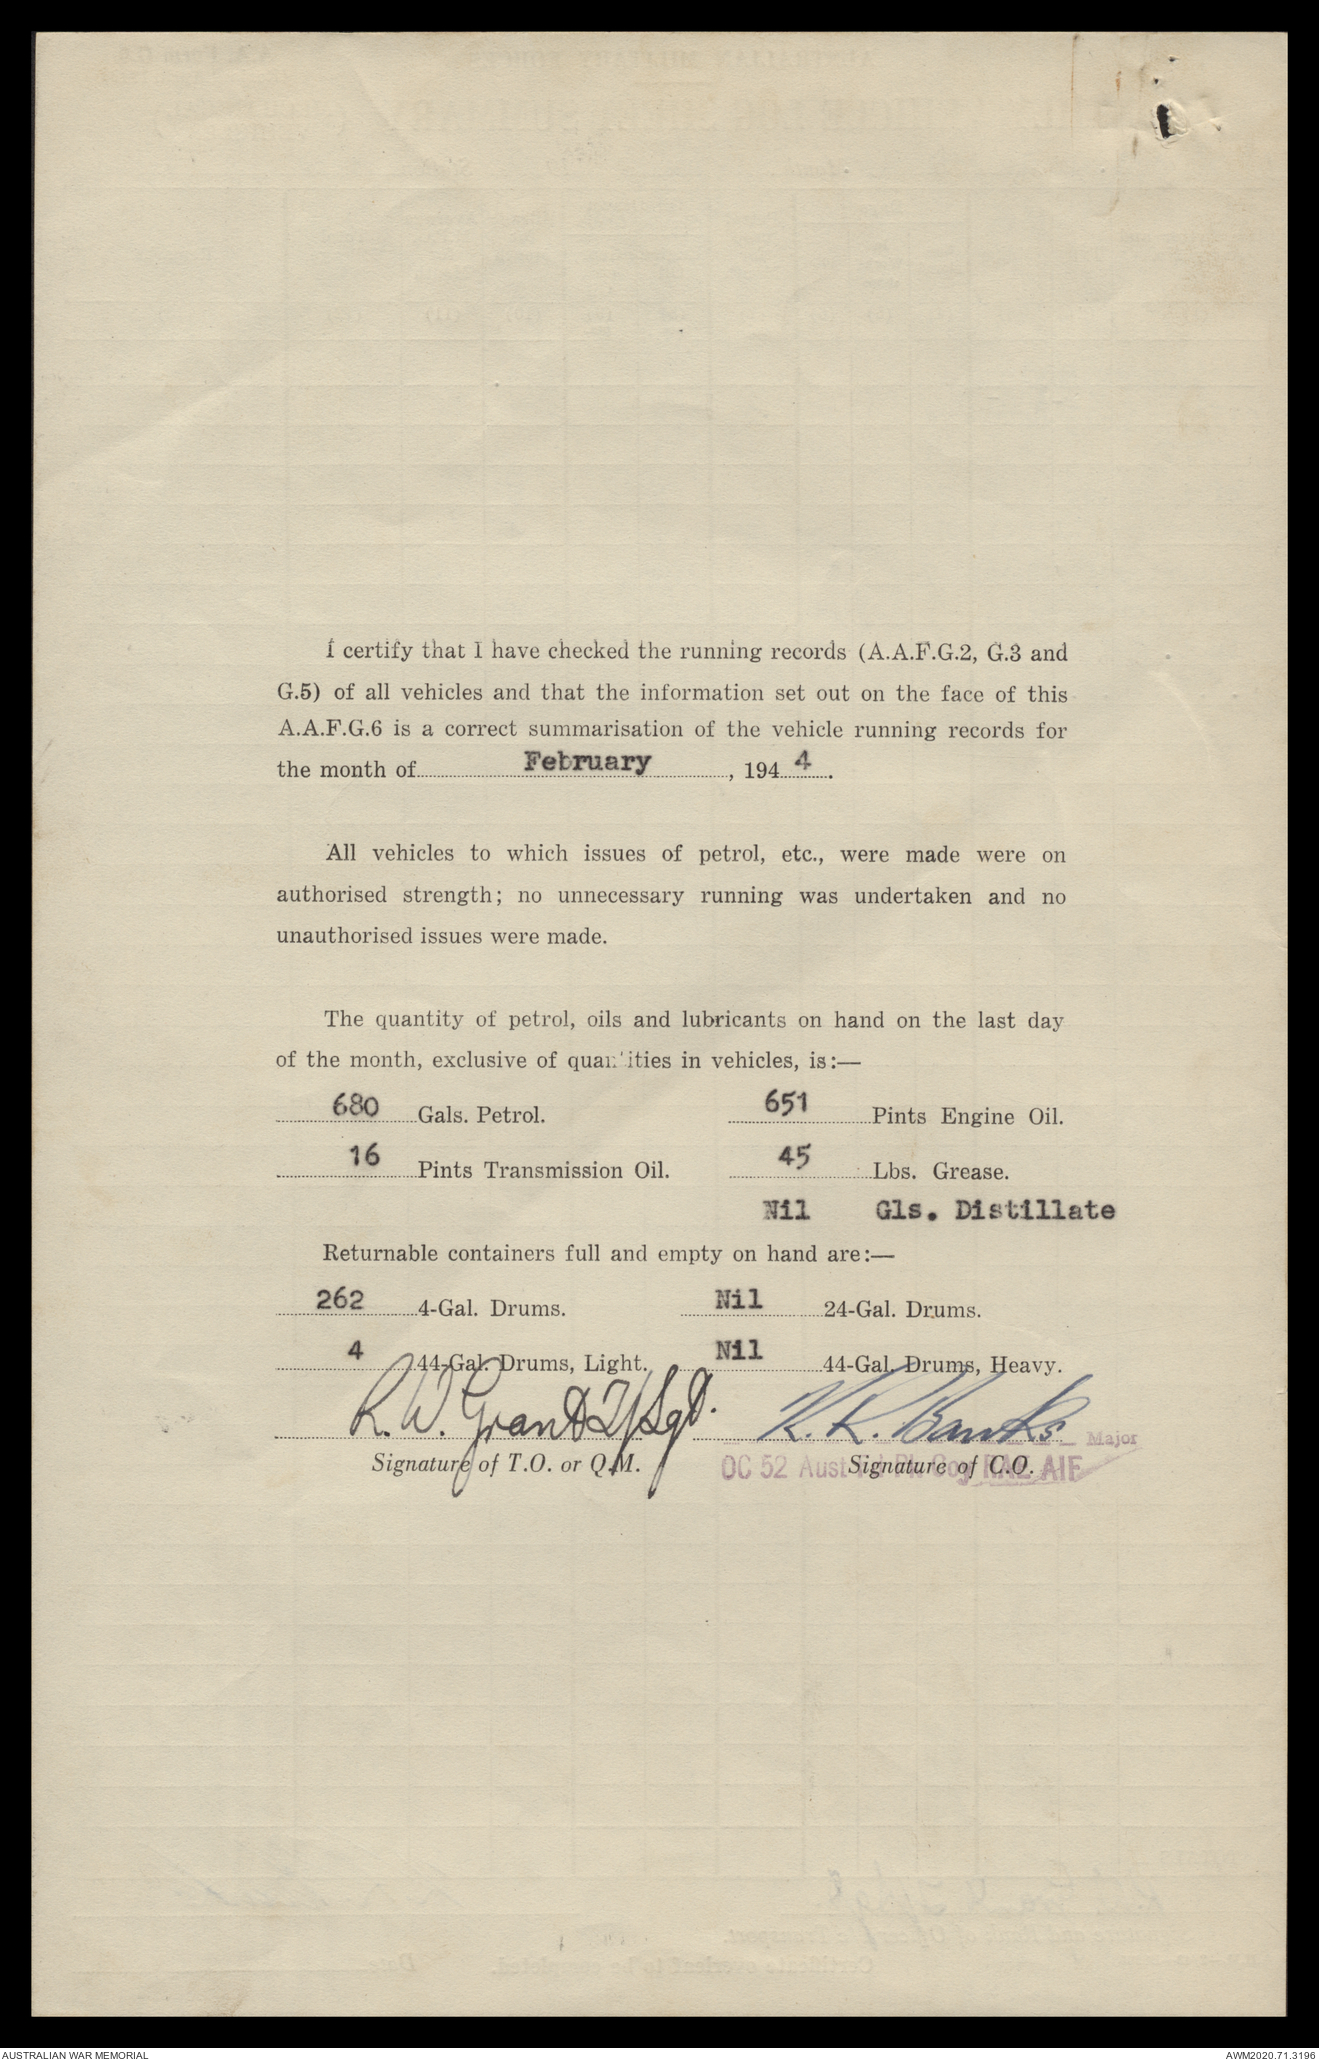 I certify that I have checked the running records (A.A.F.G.2, G.3 and
G.5) of all vehicles and that the information set out on the face of this
A.A.F.G.6 is a correct summarisation of the vehicle running records for
the month of February, 1944.
All vehicles to which issues of petrol, etc., were made were on
authorised strength; no unnecessary running was undertaken and no
unauthorised issues were made.
The quantity of petrol, oils and lubricants on hand on the last day
of the month, exclusive of quantities in vehicles, is:—
680 Gals. Petrol. 651 Pints Engine Oil.
16 Pints Transmission Oil. 45 Lbs. Grease.
Nil Gls. Distillate
Returnable containers full and empty on hand are:—
262 4-Gal. Drums. Nil 24-Gal. Drums.
4 44-Gal. Drums, Light. Nil 44-Gal. Drums, Heavy.
R. W. Grant Sgt. K. R. Banks Major
Signature of T.O. or Q.M. Signature of C.O.
OC 52 Aust Coy RAE AIF
AUSTRALIAN WAR MEMORIAL AWM2020.71.3196